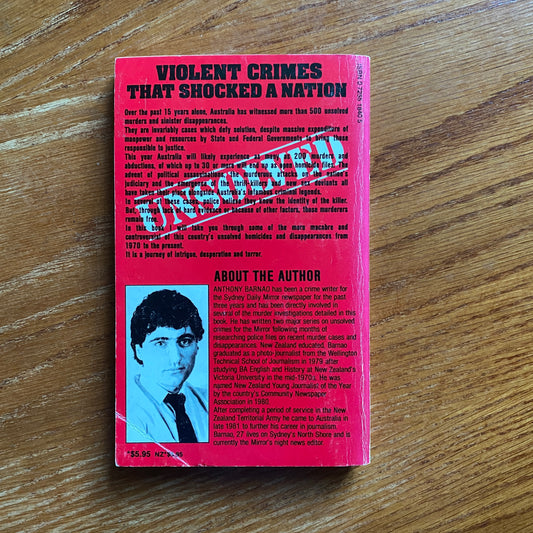 VIOLENT CRIMES
THAT SHOCKED A NATION
Over the past 15 years alone, Australia has witnessed more than 500 unsolved
murders and sinister disappearances.
They are invariably cases which defy solution, despite massive expenditure of
manpower and resources by State and Federal Governments to bring those
responsible to justice.
This year Australia will likely experience as many as 200 murders and
abductions, of which up to 30 or more will end up as open homicide files. The
advent of political assassinations, the murderous attacks on the nation's
judiciary and the emergence of the thrill-killers and new sex deviants all
have taken their place alongside Australia's infamous criminal legends.
In several of these cases, police believe they know the identity of the killer.
But, through lack of hard evidence or because of other factors, those murderers
remain free.
In this book I will take you through some of the more macabre and
controversial of this country's unsolved homicides and disappearances from
1970 to the present.
It is a journey of intrigue, desperation and terror.
UNSOLVED
ABOUT THE AUTHOR
ANTHONY BARNAO has been a crime writer for
the Sydney Daily Mirror newspaper for the past
three years and has been directly involved in
several of the murder investigations detailed in this
book. He has written two major series on unsolved
crimes for the Mirror following months of
researching police files on recent murder cases and
disappearances. New Zealand educated, Barnao
graduated as a photo journalist from the Wellington
Technical School of Journalism in 1979 after
studying BA English and History at New Zealand's
Victoria University in the mid-1970's. He was
named New Zealand Young Journalist of the Year
by the country's Community Newspaper
Association in 1980.
After completing a period of service in the New
Zealand Territorial Army he came to Australia in
late 1981 to further his career in journalism.
Barnao, 27 lives on Sydney's North Shore and is
currently the Mirror's night news editor.
*$5.95 NZ*
ISBN 0 7255 1840 5